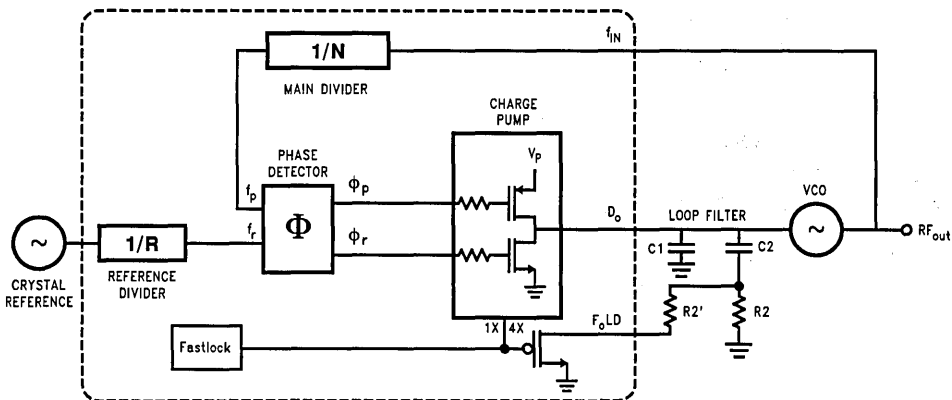 1/N
f_IN
MAIN DIVIDER
CHARGE
PUMP
V_P
PHASE
DETECTOR
ϕ_p
f_p
Φ
D_o
LOOP FILTER
VCO
~
RF_out
~
1/R
f_r
ϕ_r
C1
C2
CRYSTAL
REFERENCE
REFERENCE
DIVIDER
R2'
R2
1X
4X
F_oLD
Fastlock